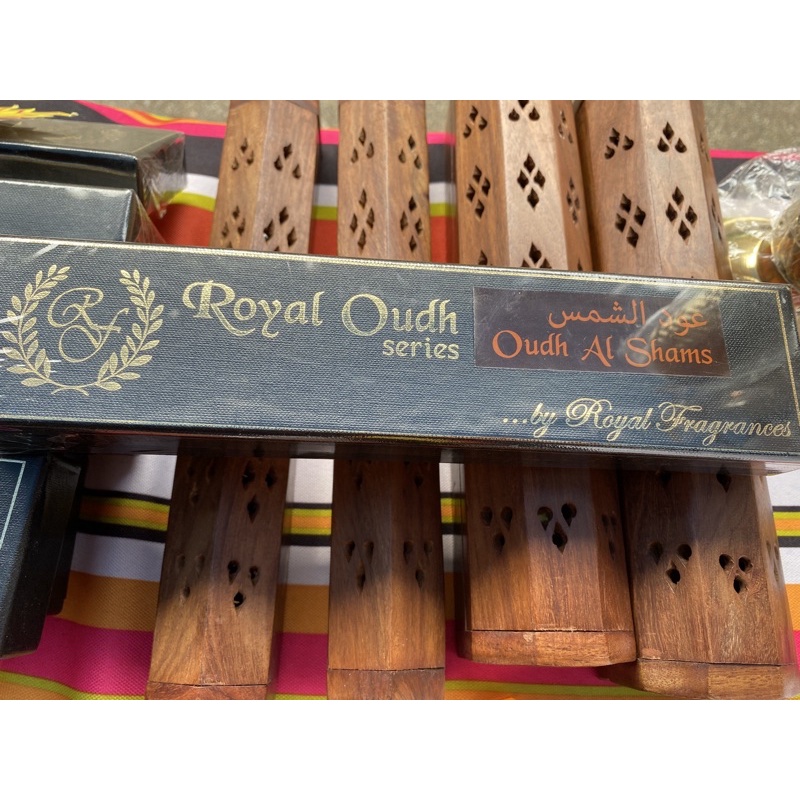 RF
Royal Oudh
series
عود الشمس
Oudh Al Shams
...by Royal Fragrances